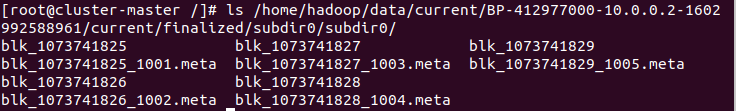 [root@cluster-master /]# ls /home/hadoop/data/current/BP-412977000-10.0.0.2-1602
992588961/current/finalized/subdir0/subdir0/
blk_1073741825 blk_1073741827 blk_1073741829
blk_1073741825_1001.meta blk_1073741827_1003.meta blk_1073741829_1005.meta
blk_1073741826 blk_1073741828
blk_1073741826_1002.meta blk_1073741828_1004.meta